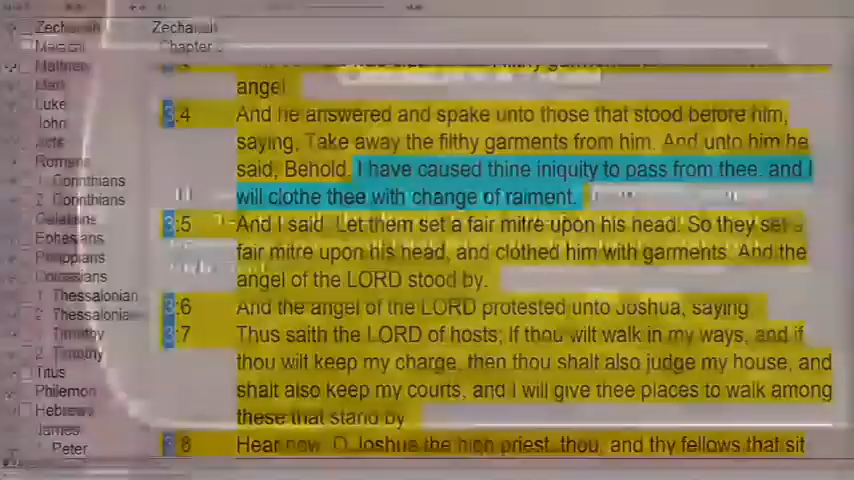 Zechariah
Zechariah
Chapter
Matthew
Luke
John
Acts
Romans
1 Corinthians
2 Corinthians
Galatians
Ephesians
Philippians
Colossians
1 Thessalonian
2 Thessalonian
1 Timothy
2 Timothy
Titus
Philemon
Hebrews
James
Peter
angel.
3:4 And he answered and spake unto those that stood before him,
saying, Take away the filthy garments from him. And unto him he
said, Behold, I have caused thine iniquity to pass from thee, and I
will clothe thee with change of raiment.
3:5 And I said, Let them set a fair mitre upon his head. So they set a
fair mitre upon his head, and clothed him with garments. And the
angel of the LORD stood by.
3:6 And the angel of the LORD protested unto Joshua, saying,
3:7 Thus saith the LORD of hosts; If thou wilt walk in my ways, and if
thou wilt keep my charge, then thou shalt also judge my house, and
shalt also keep my courts, and I will give thee places to walk among
these that stand by.
3:8 Hear now, O Joshua the high priest, thou, and thy fellows that sit